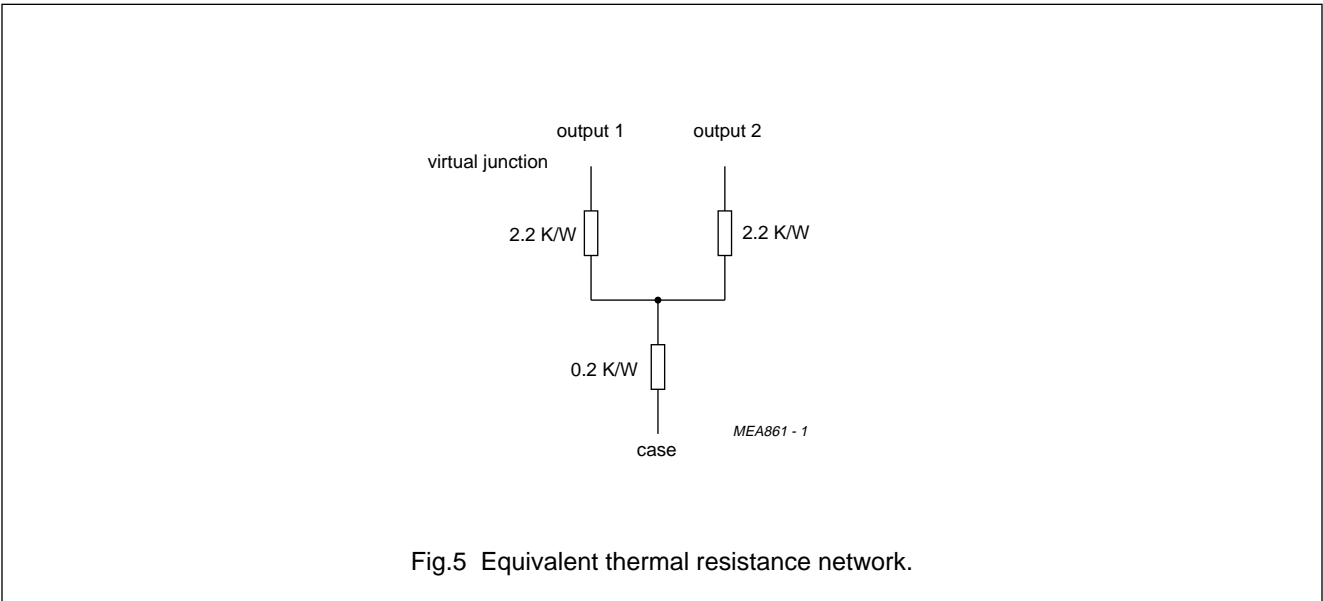 output 1
output 2
virtual junction
2.2 K/W
2.2 K/W
0.2 K/W
MEA861 - 1
case
Fig.5 Equivalent thermal resistance network.